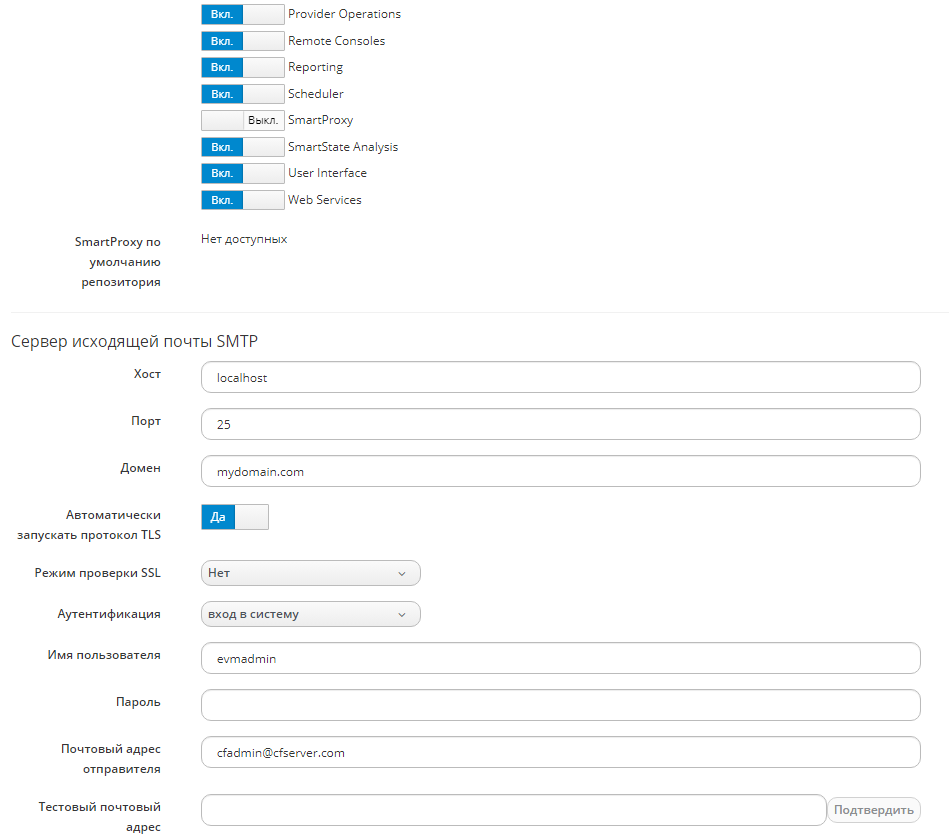 Вкл. Provider Operations
Вкл. Remote Consoles
Вкл. Reporting
Вкл. Scheduler
Выкл. SmartProxy
Вкл. SmartState Analysis
Вкл. User Interface
Вкл. Web Services
SmartProxy по Нет доступных
умолчанию
репозитория
Сервер исходящей почты SMTP
Хост localhost
Порт 25
Домен mydomain.com
Автоматически Да
запускать протокол TLS
Режим проверки SSL Нет
Аутентификация вход в систему
Имя пользователя evmadmin
Пароль
Почтовый адрес cfadmin@cfserver.com
отправителя
Тестовый почтовый Подтвердить
адрес